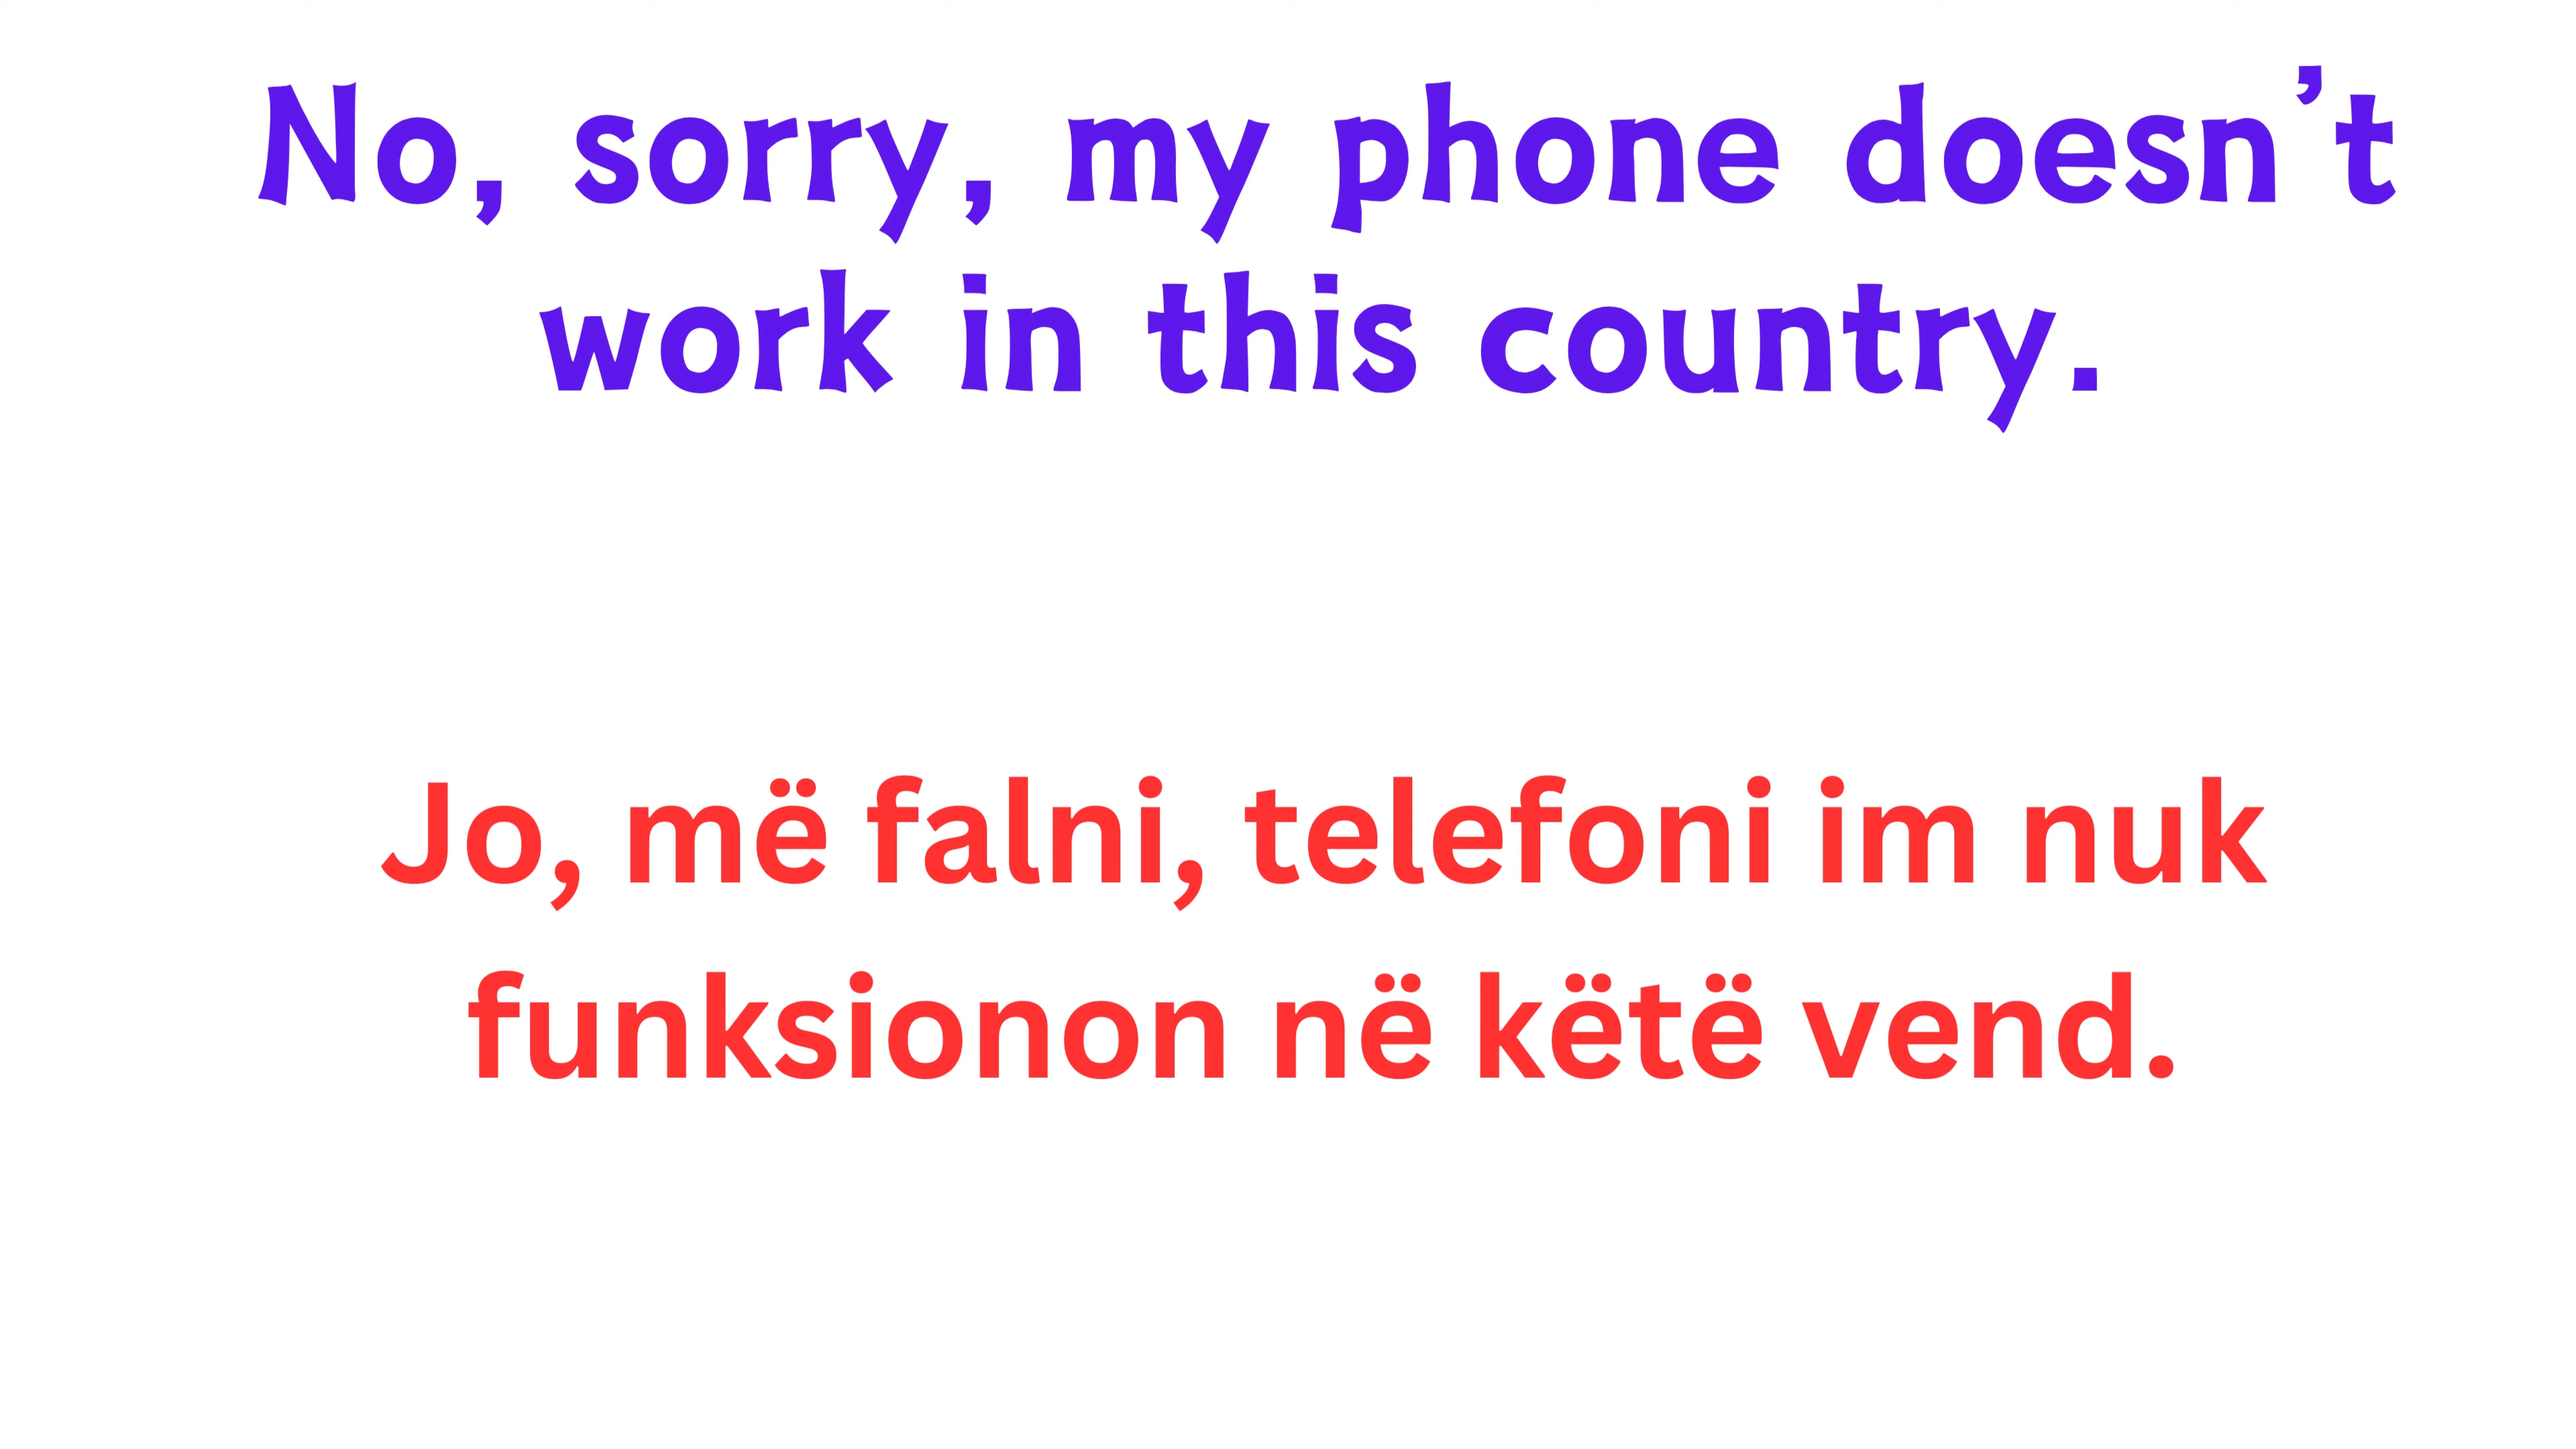 No, sorry, my phone doesn’t
work in this country.
Jo, më falni, telefoni im nuk
funksionon në këtë vend.